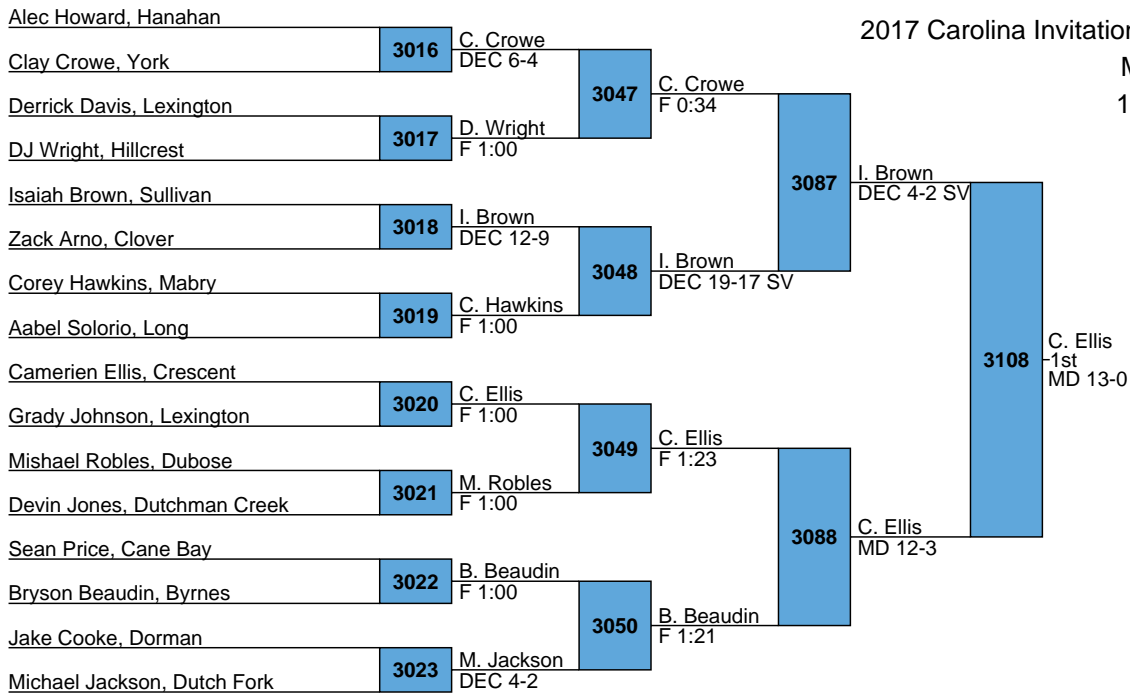 Alec Howard, Hanahan
Clay Crowe, York
Derrick Davis, Lexington
DJ Wright, Hillcrest
Isaiah Brown, Sullivan
Zack Arno, Clover
Corey Hawkins, Mabry
Aabel Solorio, Long
Camerien Ellis, Crescent
Grady Johnson, Lexington
Mishael Robles, Dubose
Devin Jones, Dutchman Creek
Sean Price, Cane Bay
Bryson Beaudin, Byrnes
Jake Cooke, Dorman
Michael Jackson, Dutch Fork
3016
3017
3018
3019
3020
3021
3022
3023
C. Crowe
DEC 6-4
D. Wright
F 1:00
I. Brown
DEC 12-9
C. Hawkins
F 1:00
C. Ellis
F 1:00
M. Robles
F 1:00
B. Beaudin
F 1:00
M. Jackson
DEC 4-2
3047
3048
3049
3050
C. Crowe
F 0:34
I. Brown
DEC 19-17 SV
C. Ellis
F 1:23
B. Beaudin
F 1:21
3087
3088
I. Brown
DEC 4-2 SV
C. Ellis
MD 12-3
3108
C. Ellis
1st
MD 13-0
2017 Carolina Invitation
M
1